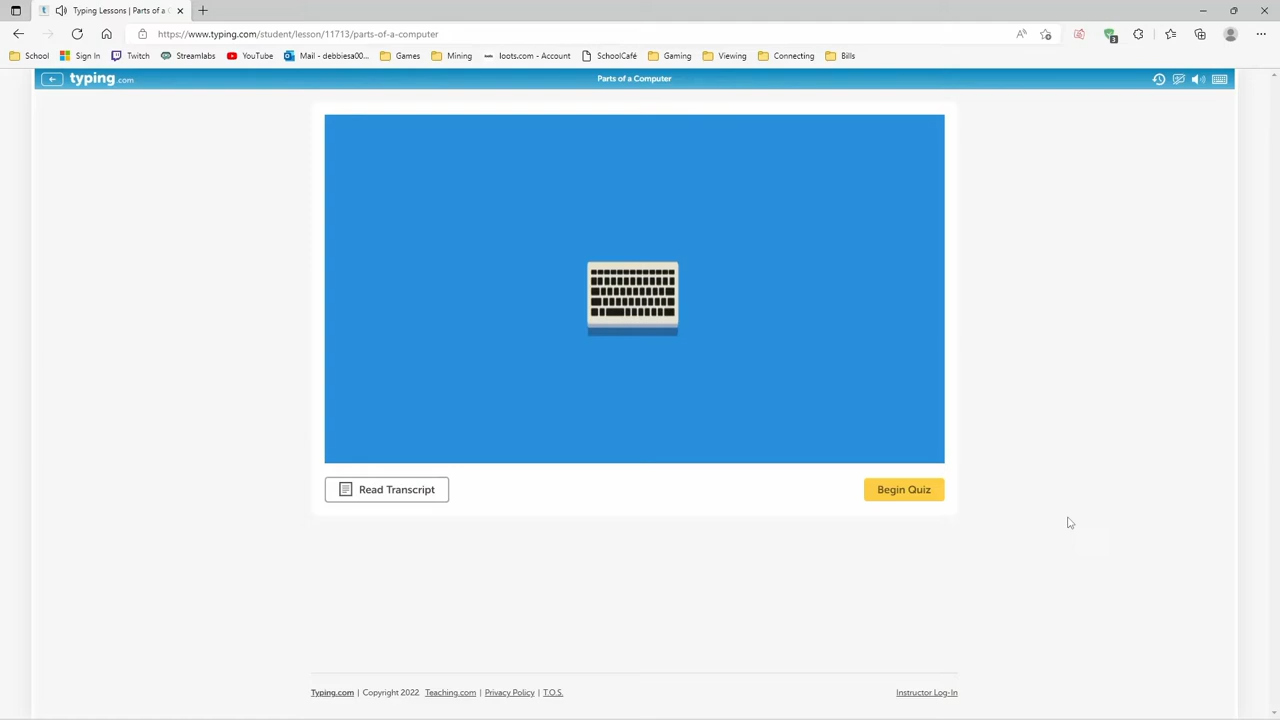 Typing Lessons | Parts of a C
https://www.typing.com/student/lesson/11713/parts-of-a-computer
School Sign In Twitch Streamlabs YouTube Mail - debbiesa00... Games Mining loots.com - Account SchoolCafé Gaming Viewing Connecting Bills
typing.com Parts of a Computer
Read Transcript Begin Quiz
Typing.com | Copyright 2022 Teaching.com | Privacy Policy | T.O.S. Instructor Log-In